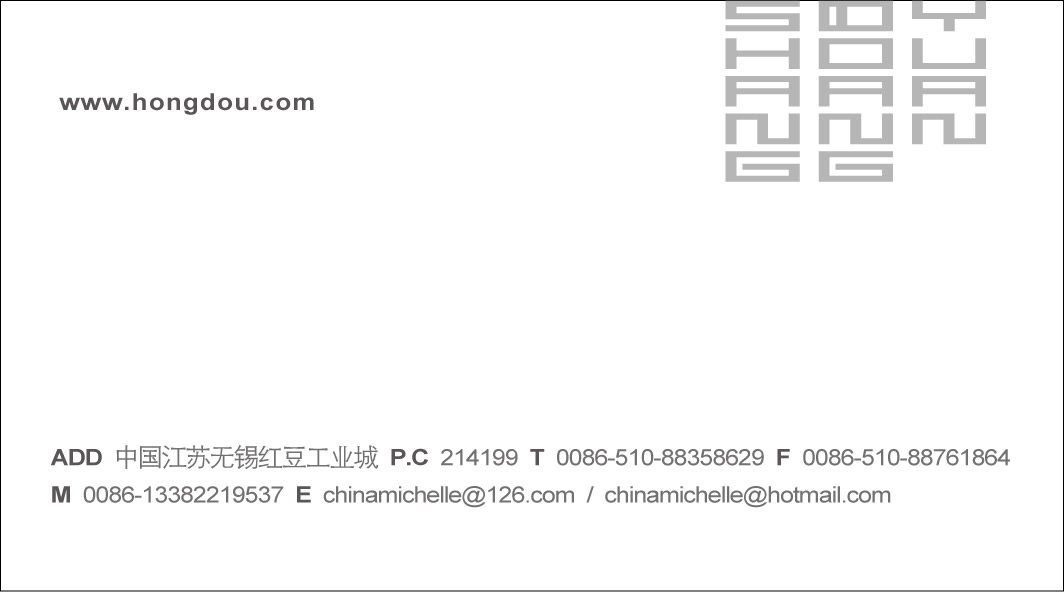 SHANG DOANG YUAN
www.hongdou.com
ADD 中国江苏无锡红豆工业城 P.C 214199 T 0086-510-88358629 F 0086-510-88761864
M 0086-13382219537 E chinamichelle@126.com / chinamichelle@hotmail.com